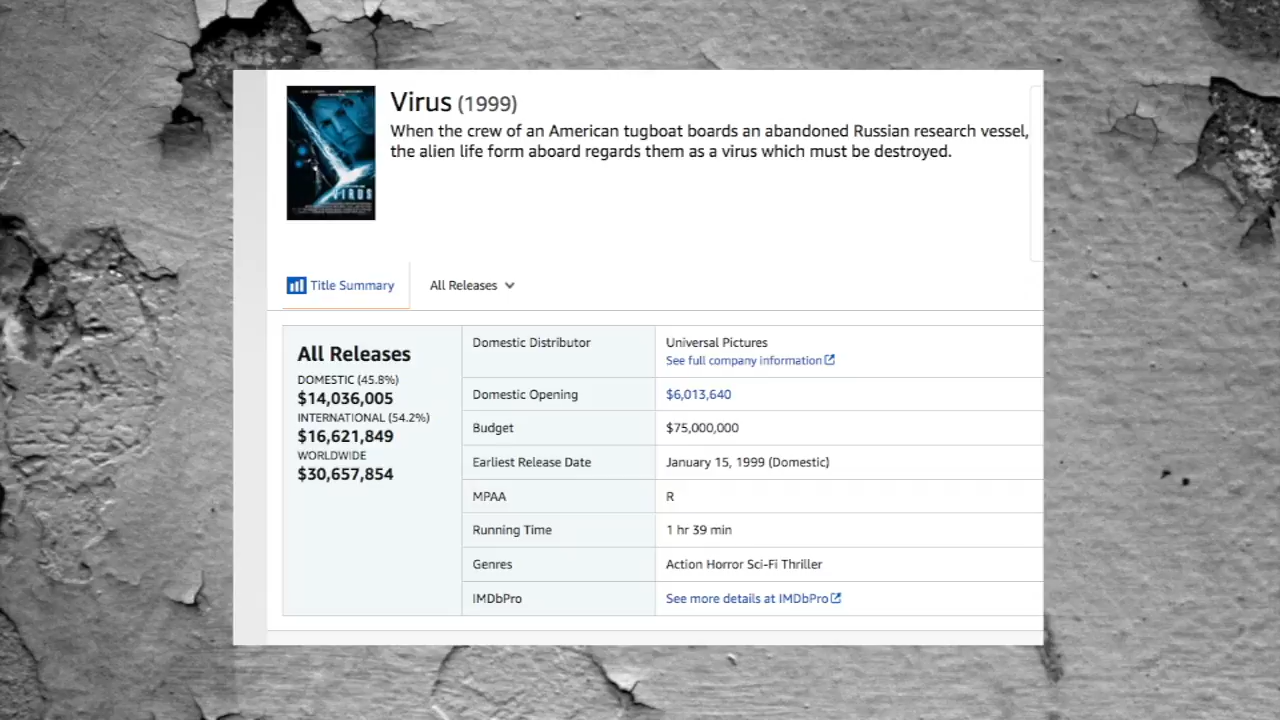 Virus (1999)
When the crew of an American tugboat boards an abandoned Russian research vessel,
the alien life form aboard regards them as a virus which must be destroyed.
VIRUS
Title Summary
All Releases
All Releases
DOMESTIC (45.8%)
$14,036,005
INTERNATIONAL (54.2%)
$16,621,849
WORLDWIDE
$30,657,854
Domestic Distributor
Universal Pictures
See full company information
Domestic Opening
$6,013,640
Budget
$75,000,000
Earliest Release Date
January 15, 1999 (Domestic)
MPAA
R
Running Time
1 hr 39 min
Genres
Action Horror Sci-Fi Thriller
IMDbPro
See more details at IMDbPro